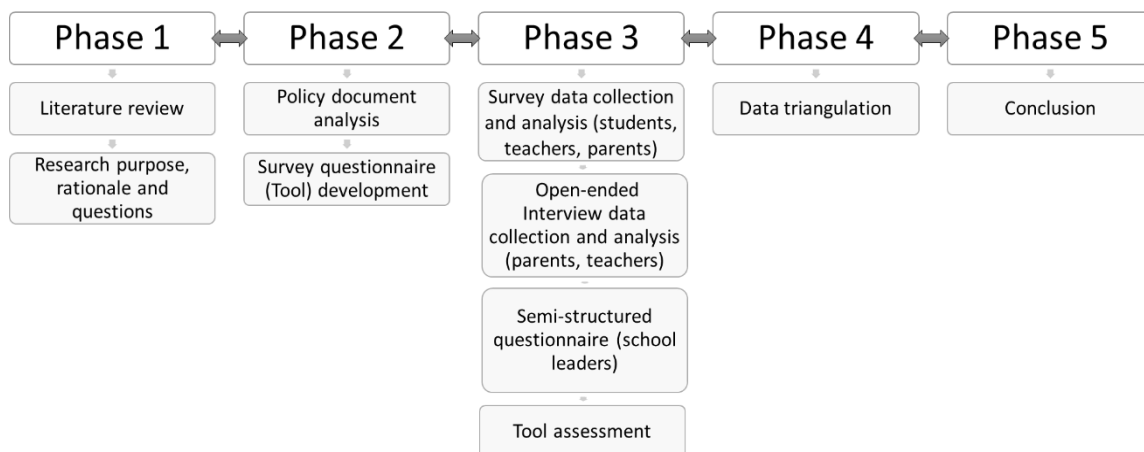 Phase 1
Literature review
Research purpose,
rationale and
questions
Phase 2
Policy document
analysis
Survey questionnaire
(Tool) development
Phase 3
Survey data collection
and analysis (students,
teachers, parents)
Open-ended
Interview data
collection and analysis
(parents, teachers)
Semi-structured
questionnaire (school
leaders)
Tool assessment
Phase 4
Data triangulation
Phase 5
Conclusion